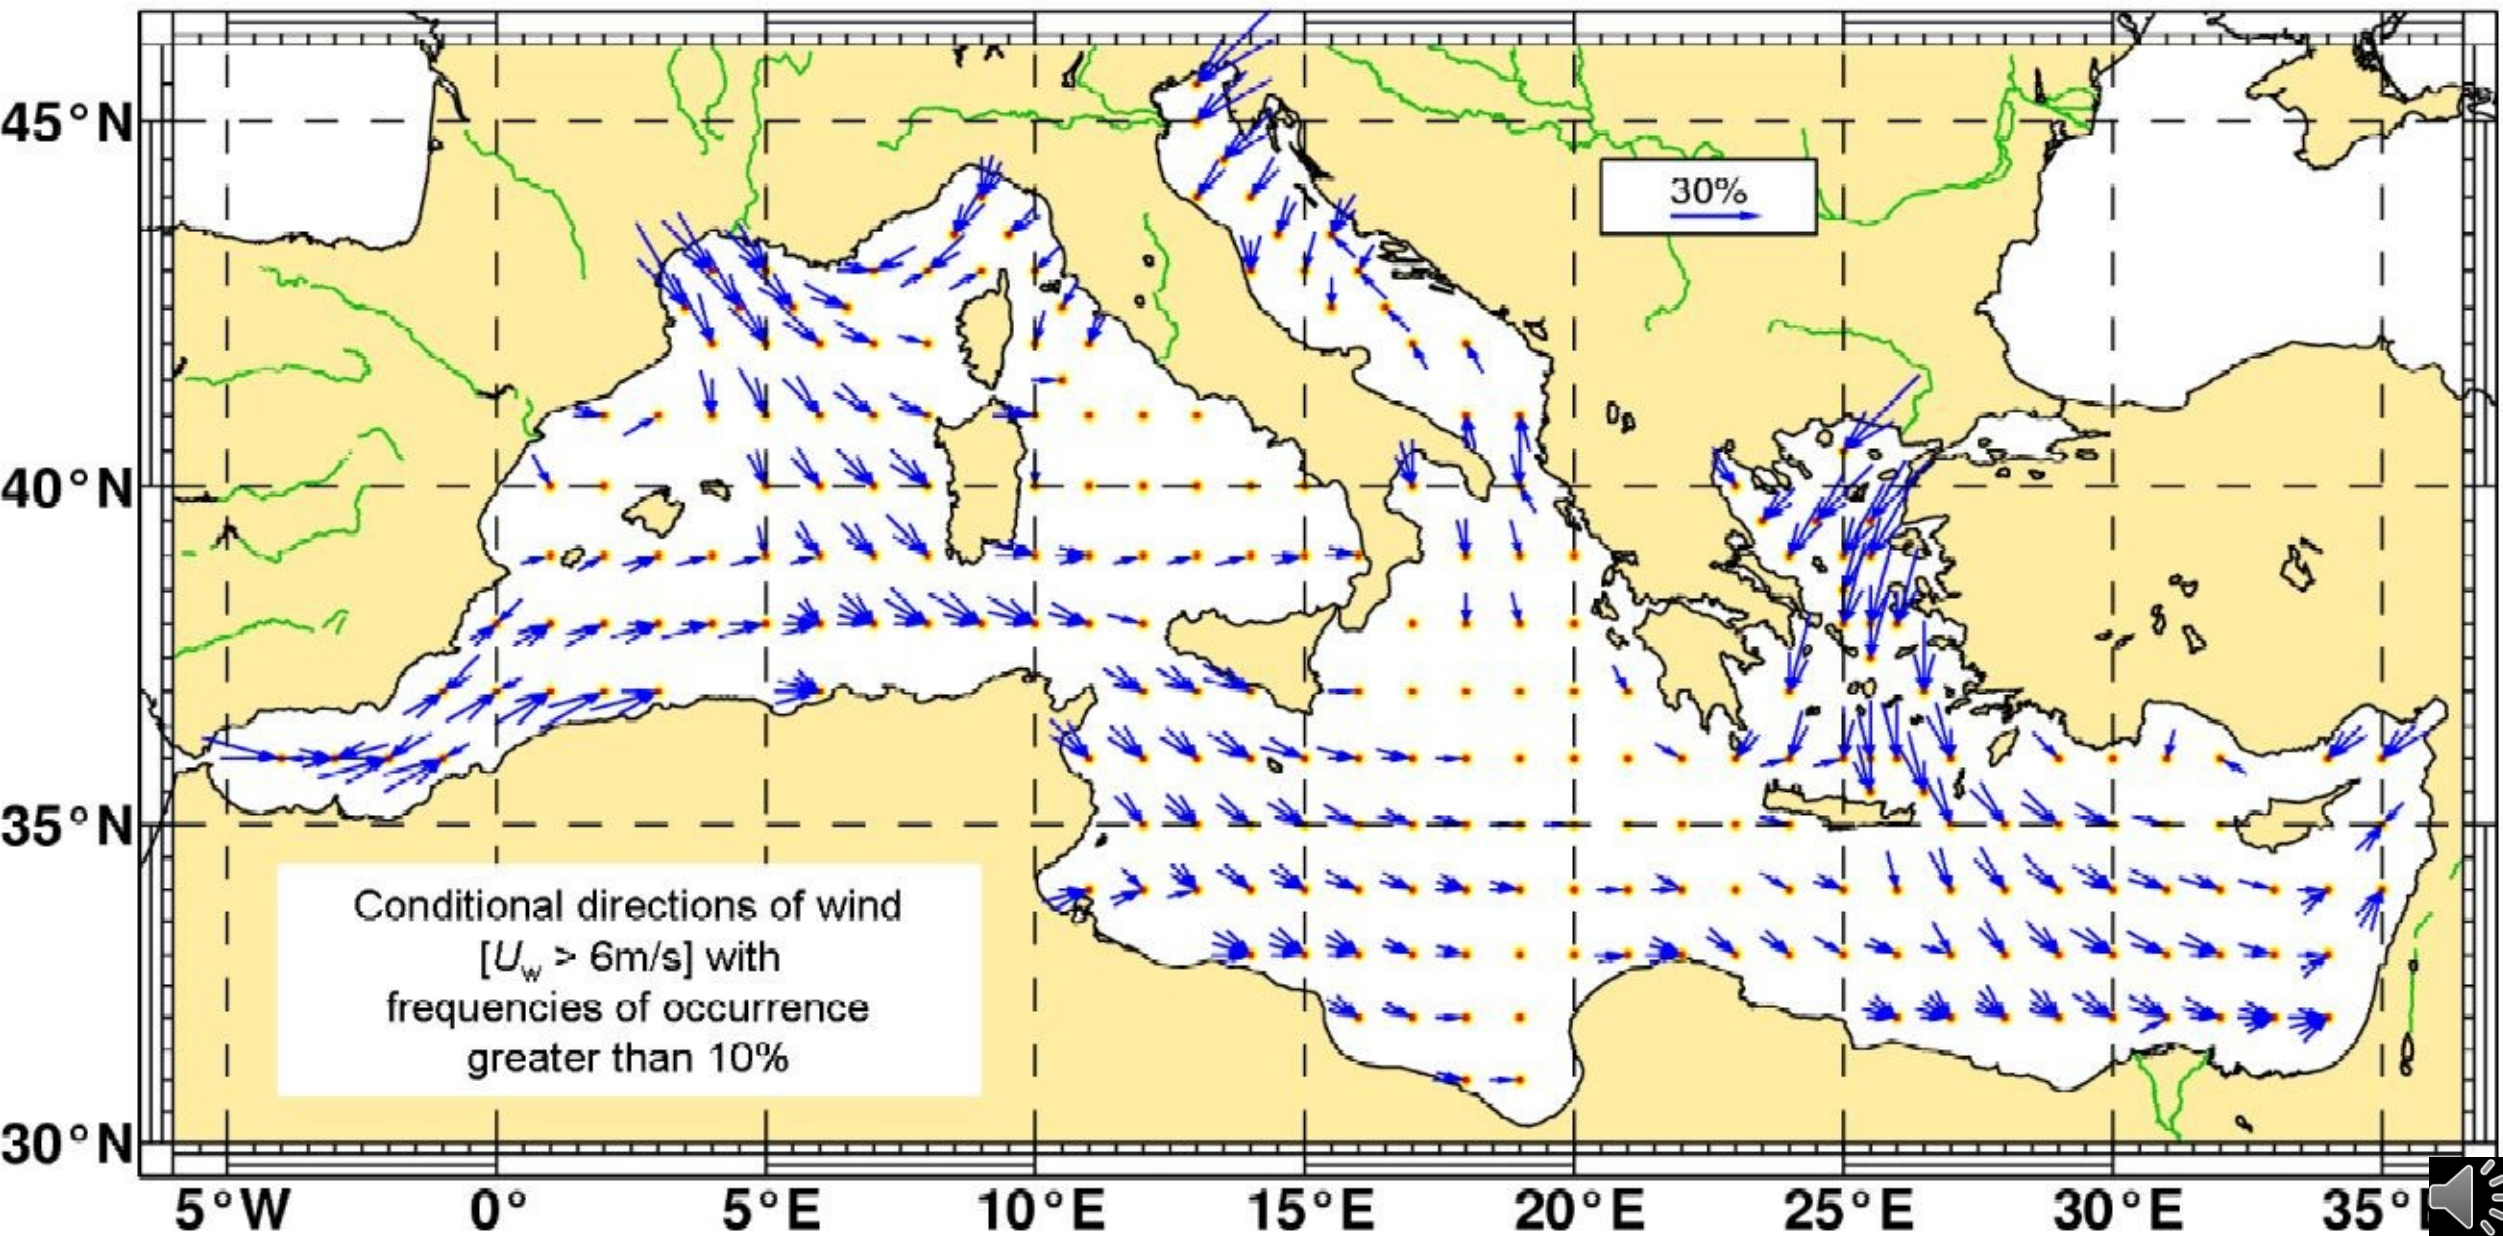 45°N
30%
40°N
35°N
Conditional directions of wind
[Uw > 6m/s] with
frequencies of occurrence
greater than 10%
30°N
5°W 0° 5°E 10°E 15°E 20°E 25°E 30°E 35°